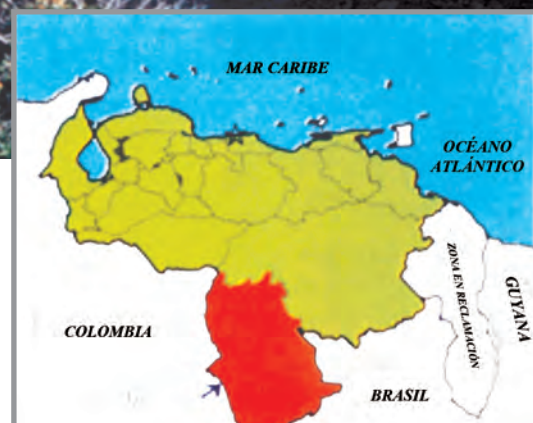 MAR CARIBE
OCÉANO
ATLÁNTICO
ZONA EN RECLAMACIÓN
GUYANA
COLOMBIA
BRASIL